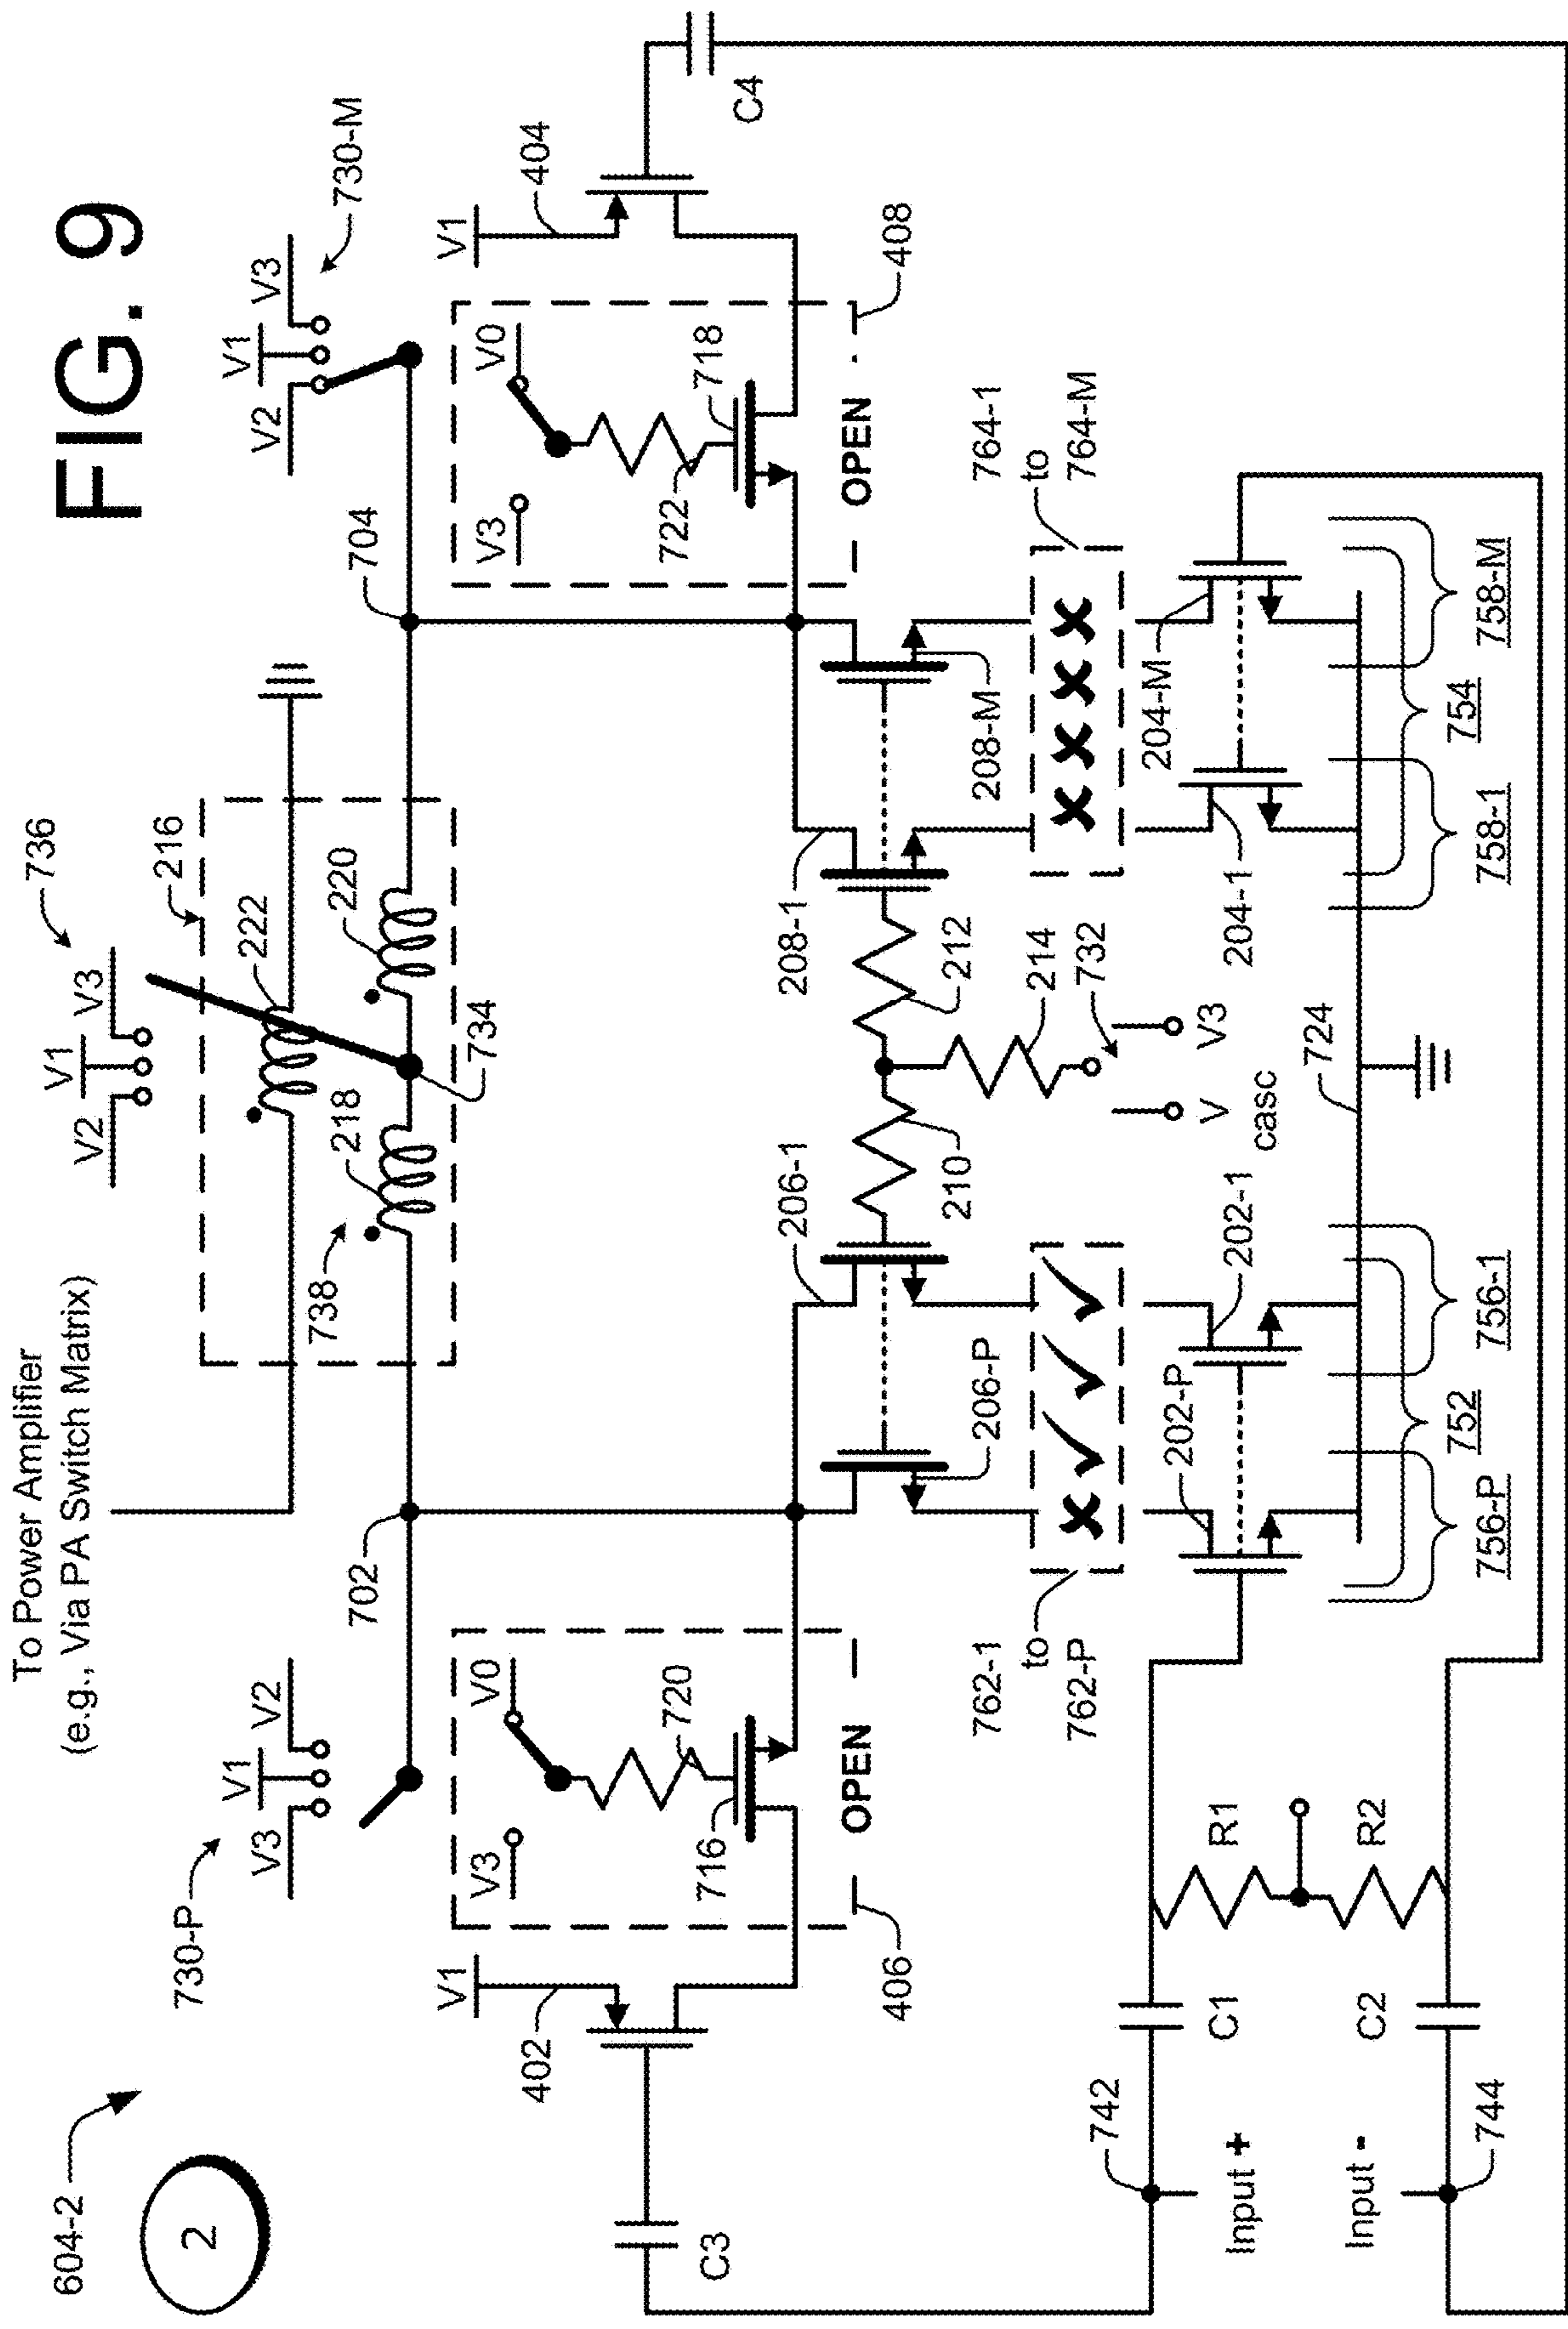 FIG. 9
604-2
2
To Power Amplifier
(e.g., Via PA Switch Matrix)
736
V2
V1
V3
216
222
738
218
220
734
730-P
V3
V1
V2
702
704
V2
V1
V3
730-M
V1
402
V3
V0
720
716
OPEN
406
V3
V0
722
718
OPEN
408
V1
404
C3
C4
206-1
206-P
210
212
214
732
V casc
V3
208-1
208-M
762-1
to
762-P
764-1
to
764-M
202-P
202-1
204-1
204-M
724
756-P
752
756-1
758-1
754
758-M
742
Input +
C1
R1
Input -
744
C2
R2